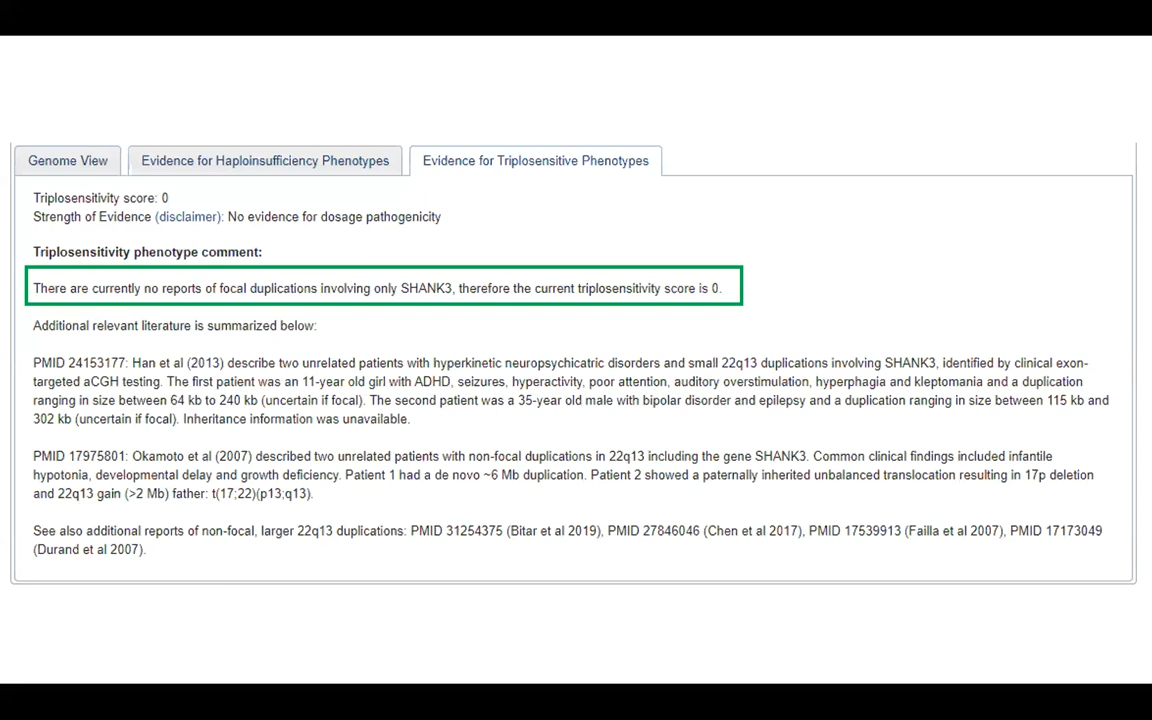 Genome View
Evidence for Haploinsufficiency Phenotypes
Evidence for Triplosensitive Phenotypes
Triplosensitivity score: 0
Strength of Evidence (disclaimer): No evidence for dosage pathogenicity
Triplosensitivity phenotype comment:
There are currently no reports of focal duplications involving only SHANK3, therefore the current triplosensitivity score is 0.
Additional relevant literature is summarized below:
PMID 24153177: Han et al (2013) describe two unrelated patients with hyperkinetic neuropsychicatric disorders and small 22q13 duplications involving SHANK3, identified by clinical exon-
targeted aCGH testing. The first patient was an 11-year old girl with ADHD, seizures, hyperactivity, poor attention, auditory overstimulation, hyperphagia and kleptomania and a duplication
ranging in size between 64 kb to 240 kb (uncertain if focal). The second patient was a 35-year old male with bipolar disorder and epilepsy and a duplication ranging in size between 115 kb and
302 kb (uncertain if focal). Inheritance information was unavailable.
PMID 17975801: Okamoto et al (2007) described two unrelated patients with non-focal duplications in 22q13 including the gene SHANK3. Common clinical findings included infantile
hypotonia, developmental delay and growth deficiency. Patient 1 had a de novo ~6 Mb duplication. Patient 2 showed a paternally inherited unbalanced translocation resulting in 17p deletion
and 22q13 gain (>2 Mb) father: t(17;22)(p13;q13).
See also additional reports of non-focal, larger 22q13 duplications: PMID 31254375 (Bitar et al 2019), PMID 27846046 (Chen et al 2017), PMID 17539913 (Failla et al 2007), PMID 17173049
(Durand et al 2007).